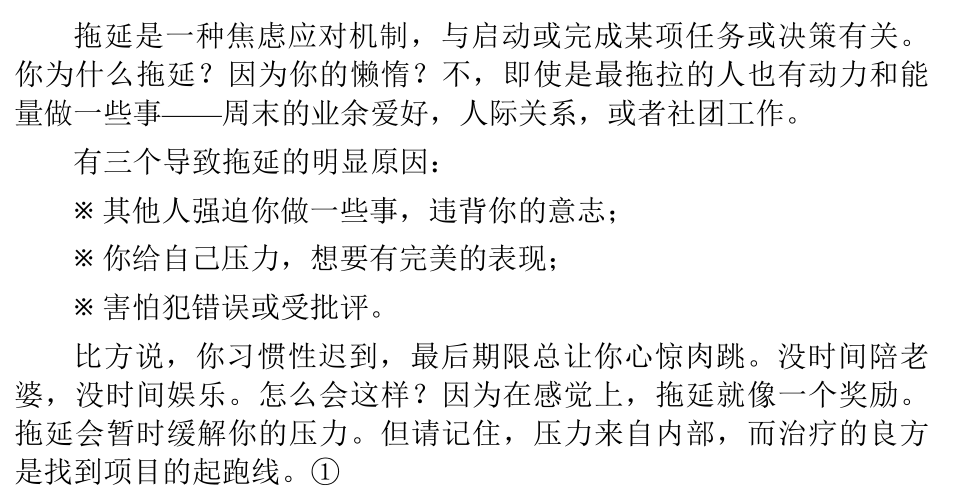 拖延是一种焦虑应对机制，与启动或完成某项任务或决策有关。
你为什么拖延？因为你的懒惰？不，即使是最拖拉的人也有动力和能
量做一些事——周末的业余爱好，人际关系，或者社团工作。
有三个导致拖延的明显原因：
※ 其他人强迫你做一些事，违背你的意志；
※ 你给自己压力，想要有完美的表现；
※ 害怕犯错误或受批评。
比方说，你习惯性迟到，最后期限总让你心惊肉跳。没时间陪老
婆，没时间娱乐。怎么会这样？因为在感觉上，拖延就像一个奖励。
拖延会暂时缓解你的压力。但请记住，压力来自内部，而治疗的良方
是找到项目的起跑线。①